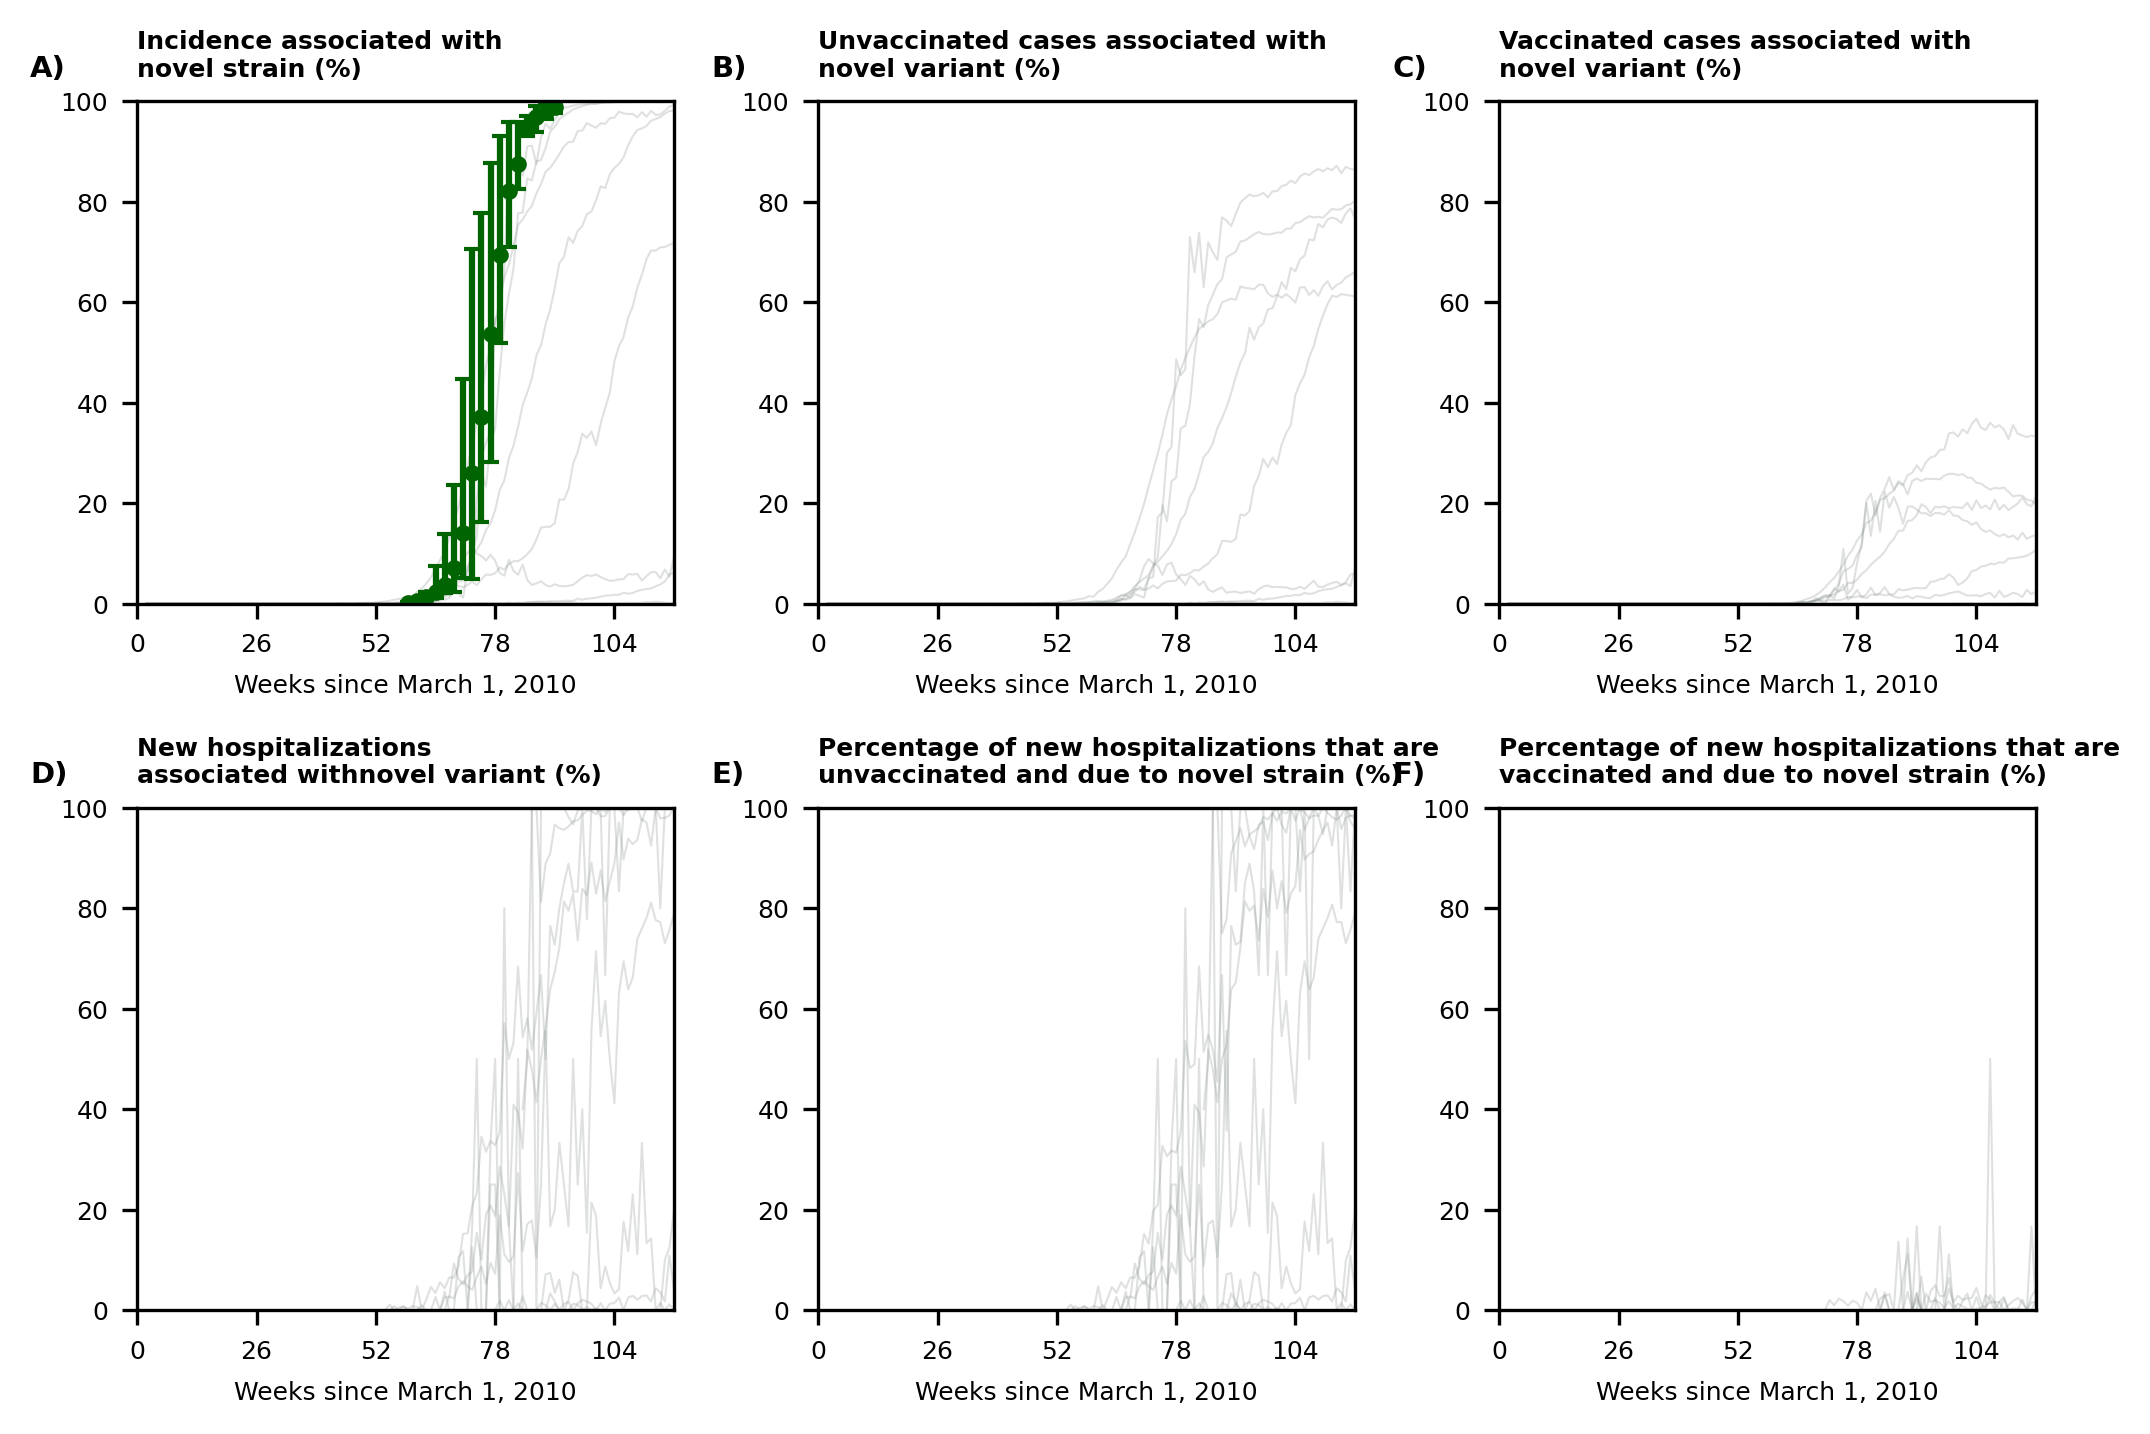 A)
Incidence associated with
novel strain (%)
100
80
60
40
20
0
0 26 52 78 104
Weeks since March 1, 2010
B)
Unvaccinated cases associated with
novel variant (%)
100
80
60
40
20
0
0 26 52 78 104
Weeks since March 1, 2010
C)
Vaccinated cases associated with
novel variant (%)
100
80
60
40
20
0
0 26 52 78 104
Weeks since March 1, 2010
D)
New hospitalizations
associated withnovel variant (%)
100
80
60
40
20
0
0 26 52 78 104
Weeks since March 1, 2010
E)
Percentage of new hospitalizations that are
unvaccinated and due to novel strain (%)
100
80
60
40
20
0
0 26 52 78 104
Weeks since March 1, 2010
F)
Percentage of new hospitalizations that are
vaccinated and due to novel strain (%)
100
80
60
40
20
0
0 26 52 78 104
Weeks since March 1, 2010